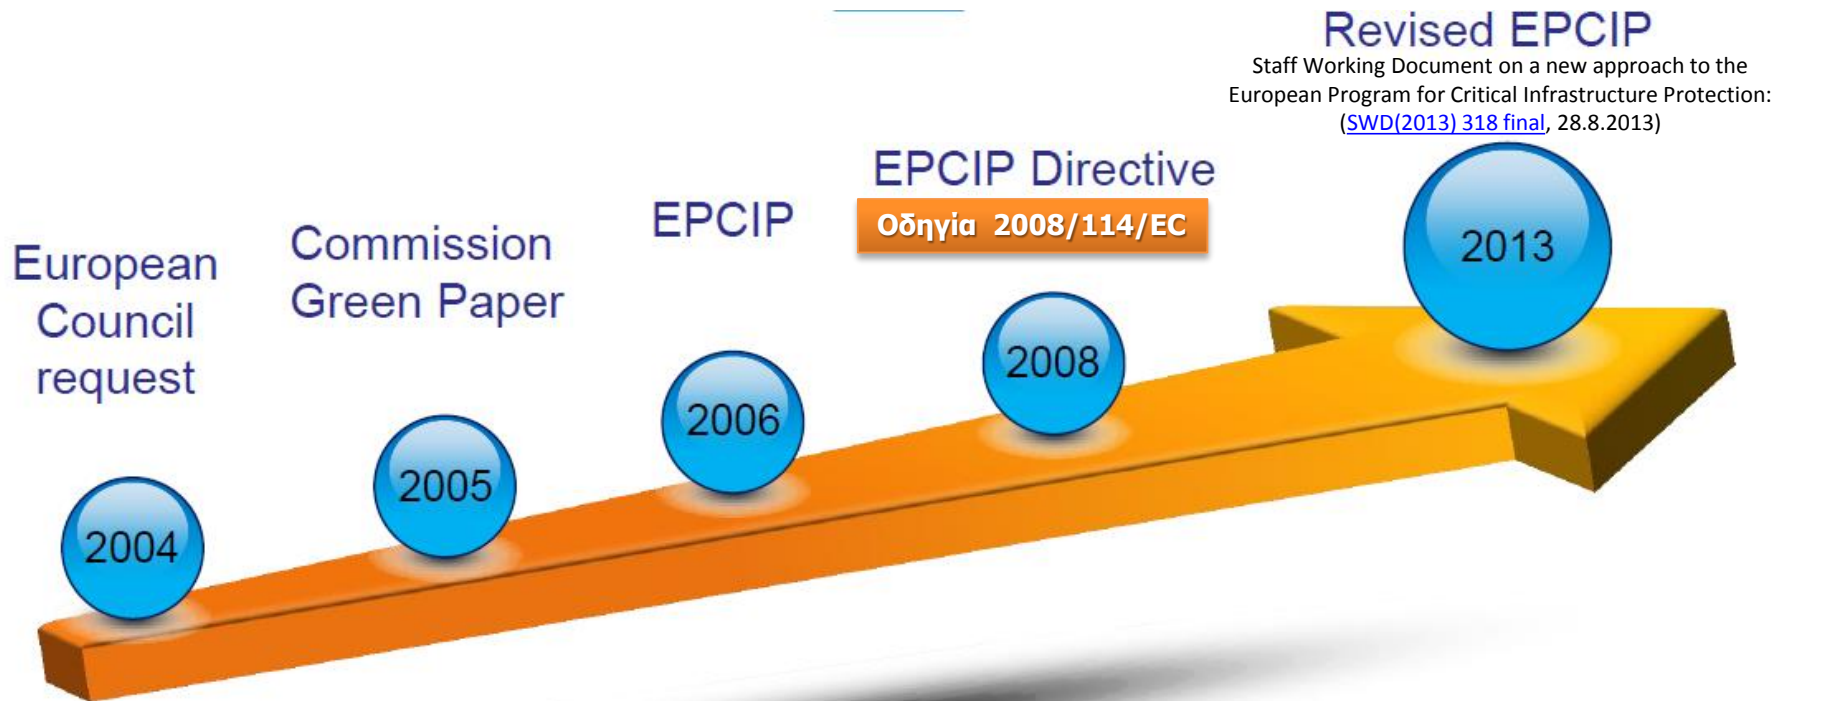 Revised EPCIP
Staff Working Document on a new approach to the
European Program for Critical Infrastructure Protection:
(SWD(2013) 318 final, 28.8.2013)
EPCIP Directive
Οδηγία 2008/114/EC
EPCIP
Commission
Green Paper
European
Council
request
2004
2005
2006
2008
2013